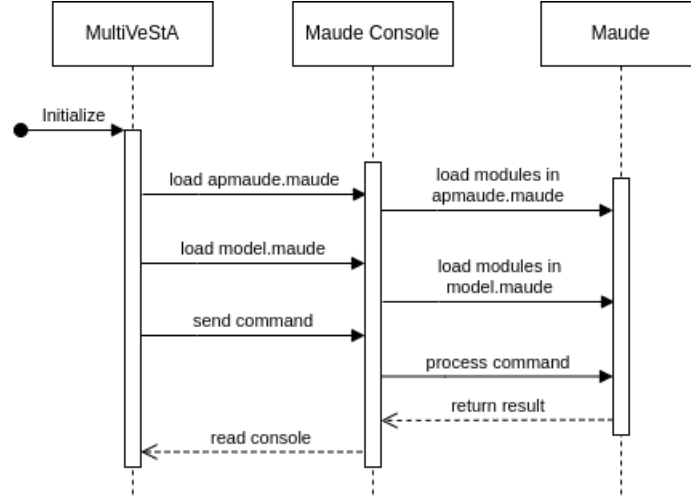 MultiVeStA
Maude Console
Maude
Initialize
load apmaude.maude
load modules in
apmaude.maude
load model.maude
load modules in
model.maude
send command
process command
return result
read console